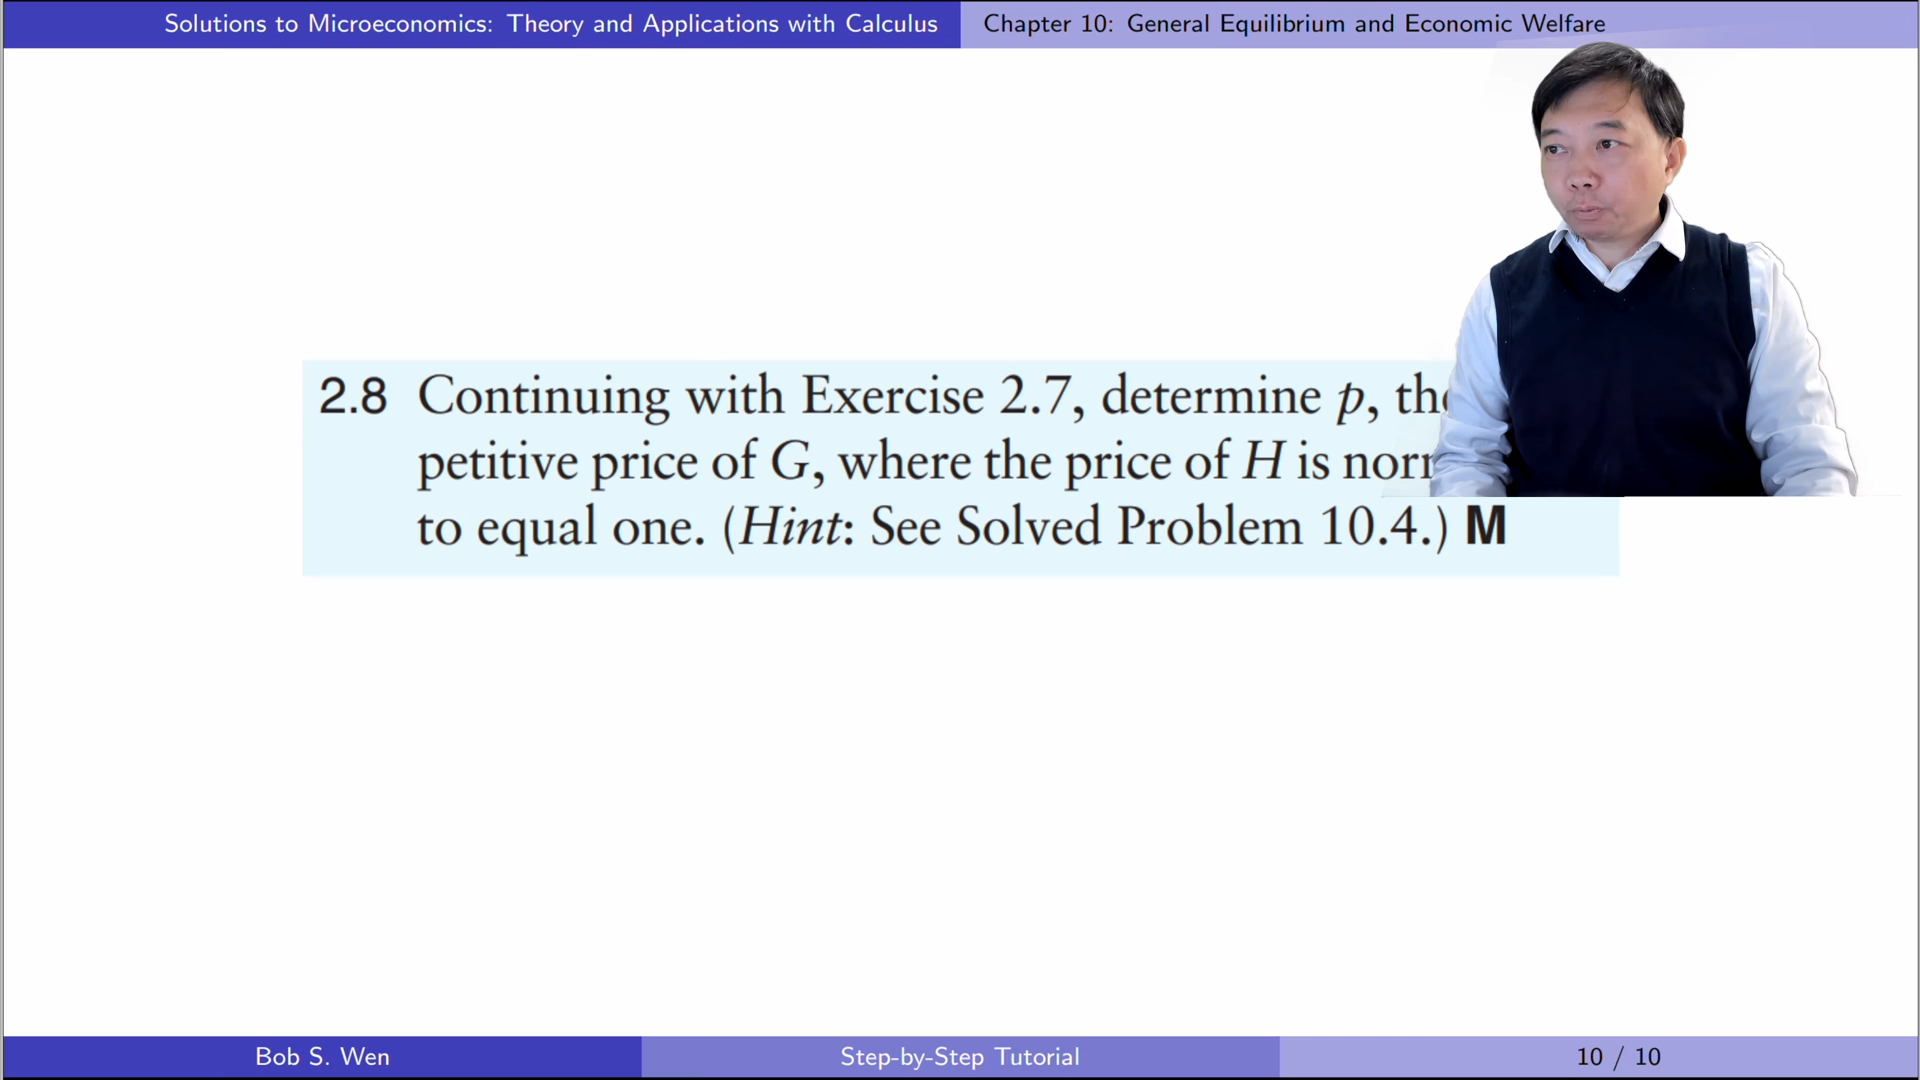 Solutions to Microeconomics: Theory and Applications with Calculus
Chapter 10: General Equilibrium and Economic Welfare
2.8 Continuing with Exercise 2.7, determine p,
petitive price of G, where the price of H is
to equal one. (Hint: See Solved Problem 10.4.) M
Bob S. Wen
Step-by-Step Tutorial
10 / 10